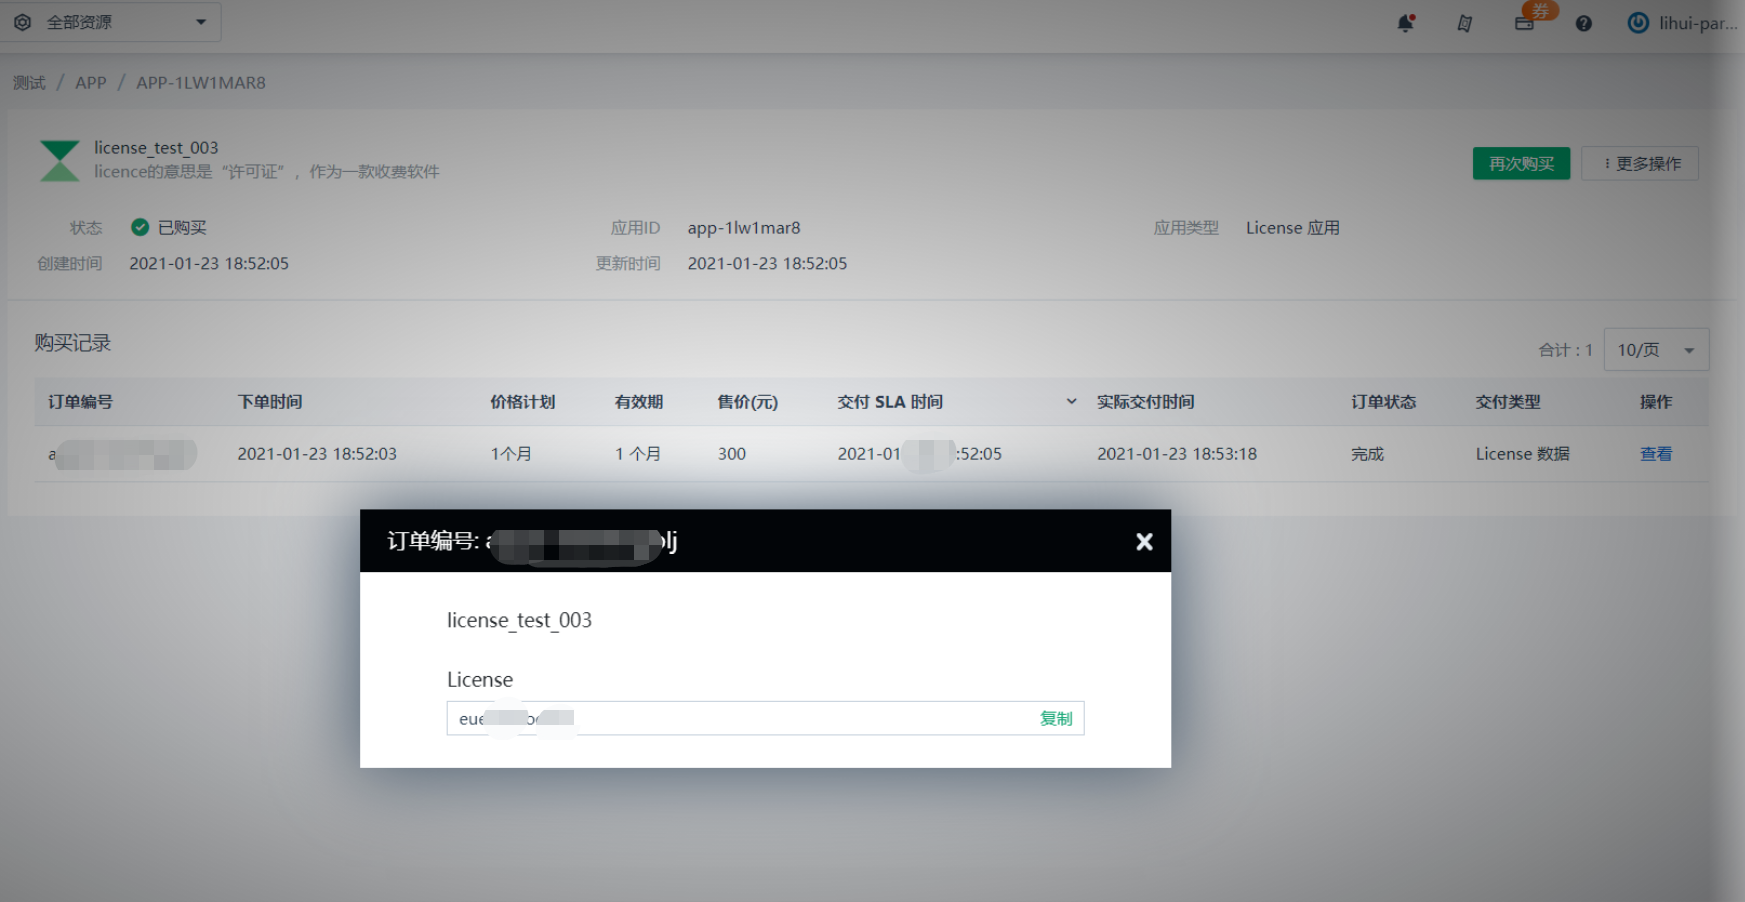 全部资源
券
lihui-par...
测试 / APP / APP-1LW1MAR8
license_test_003
licence的意思是“许可证”，作为一款收费软件
再次购买
更多操作
状态 已购买 应用ID app-1lw1mar8 应用类型 License 应用
创建时间 2021-01-23 18:52:05 更新时间 2021-01-23 18:52:05
购买记录
合计：1 10/页
订单编号 下单时间 价格计划 有效期 售价(元) 交付 SLA 时间 实际交付时间 订单状态 交付类型 操作
a 2021-01-23 18:52:03 1个月 1 个月 300 2021-01 :52:05 2021-01-23 18:53:18 完成 License 数据 查看
订单编号: lj
license_test_003
License
eue 复制